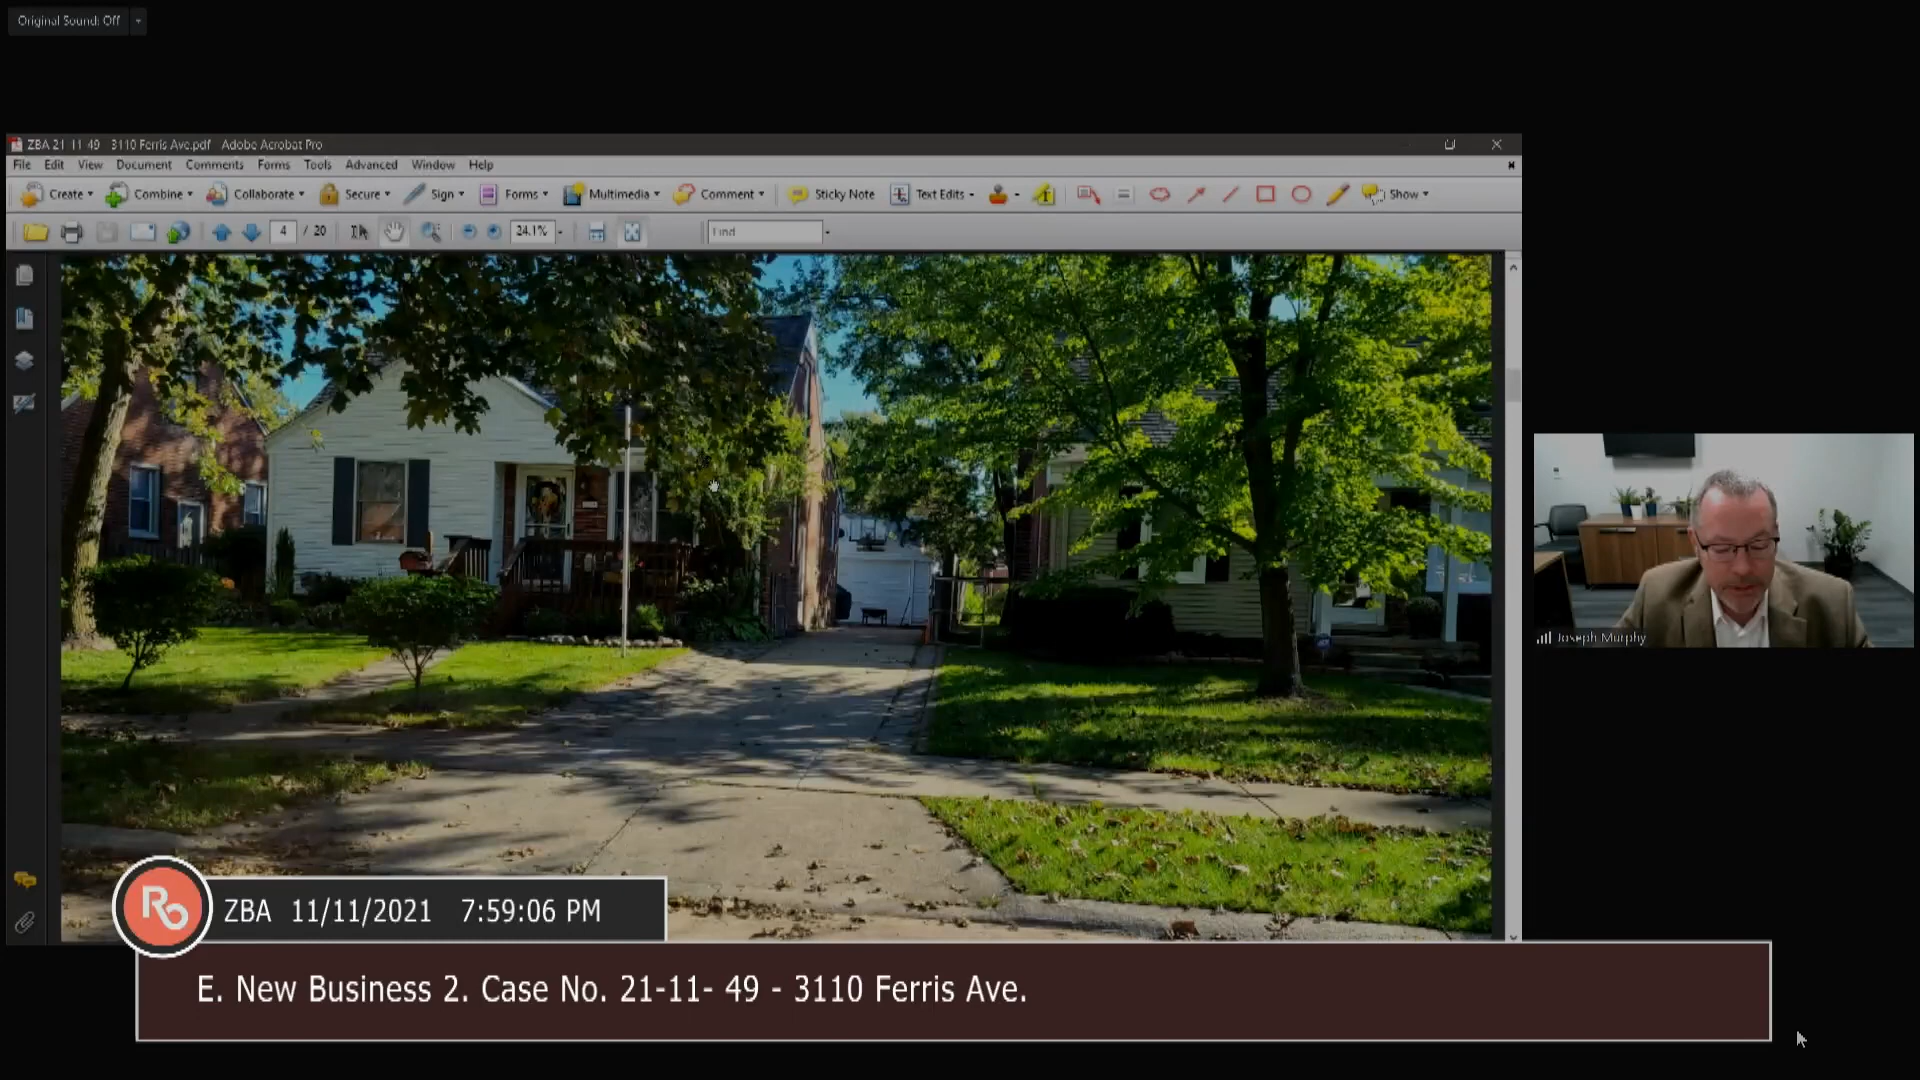 Original Sound: Off
ZBA 21-11-49 3110 Ferris Ave.pdf Adobe Acrobat Pro
File Edit View Document Comments Forms Tools Advanced Window Help
Create Combine Collaborate Secure Sign Forms Multimedia Comment Sticky Note Text Edits Show
4 / 20 24.1% Find
Joseph Murphy
Ro ZBA 11/11/2021 7:59:06 PM
E. New Business 2. Case No. 21-11- 49 - 3110 Ferris Ave.